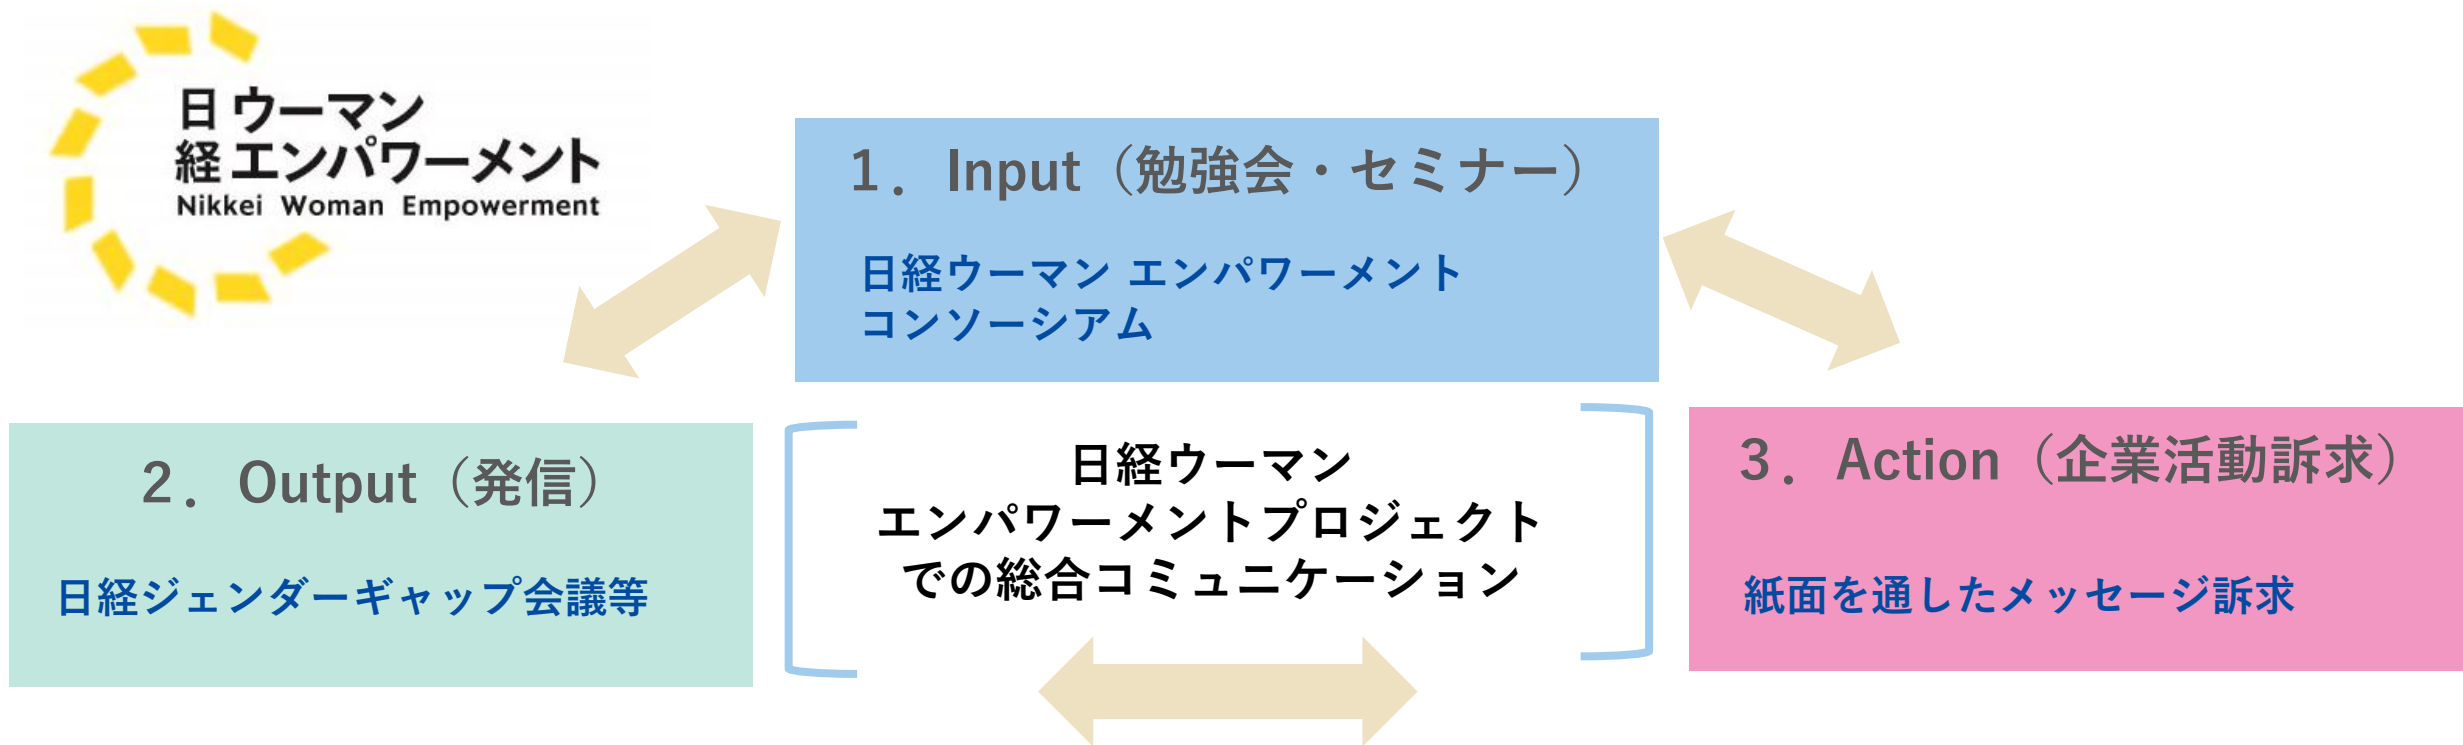 日経 ウーマン
エンパワーメント
Nikkei Woman Empowerment
1．Input（勉強会・セミナー）
日経ウーマン エンパワーメント
コンソーシアム
2．Output（発信）
日経ジェンダーギャップ会議等
日経ウーマン
エンパワーメントプロジェクト
での総合コミュニケーション
3．Action（企業活動訴求）
紙面を通したメッセージ訴求